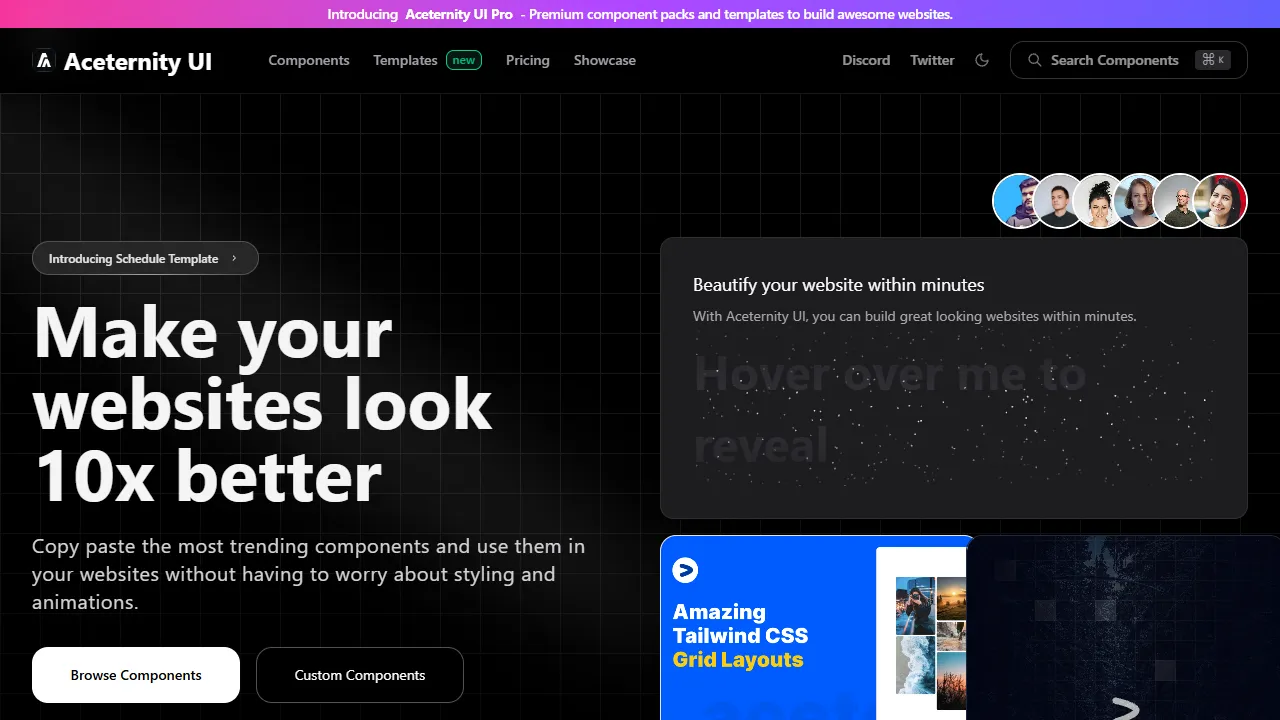 Introducing Aceternity UI Pro - Premium component packs and templates to build awesome websites.
Aceternity UI
Components
Templates new
Pricing
Showcase
Discord
Twitter
Search Components ⌘ K
Introducing Schedule Template ›
Make your
websites look
10x better
Copy paste the most trending components and use them in
your websites without having to worry about styling and
animations.
Browse Components
Custom Components
Beautify your website within minutes
With Aceternity UI, you can build great looking websites within minutes.
Hover over me to
reveal
Amazing
Tailwind CSS
Grid Layouts